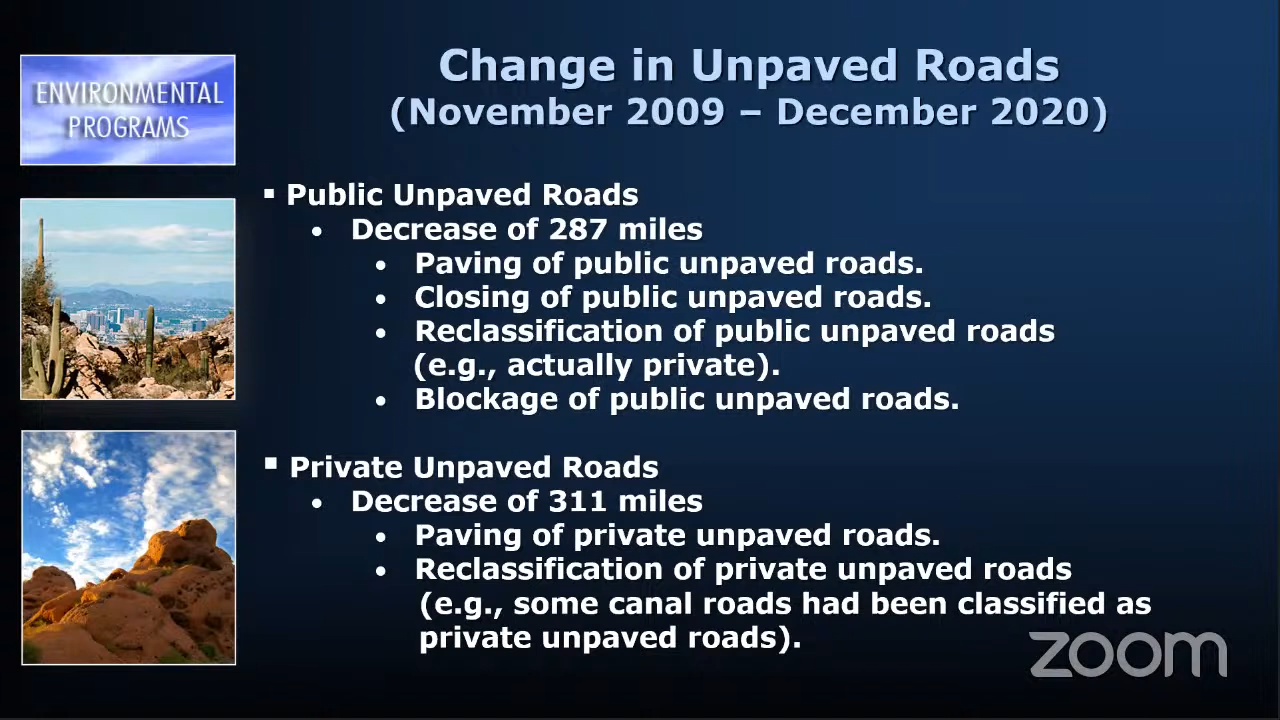 ENVIRONMENTAL
PROGRAMS
Change in Unpaved Roads
(November 2009 – December 2020)
▪ Public Unpaved Roads
• Decrease of 287 miles
• Paving of public unpaved roads.
• Closing of public unpaved roads.
• Reclassification of public unpaved roads
(e.g., actually private).
• Blockage of public unpaved roads.
▪ Private Unpaved Roads
• Decrease of 311 miles
• Paving of private unpaved roads.
• Reclassification of private unpaved roads
(e.g., some canal roads had been classified as
private unpaved roads).
zoom